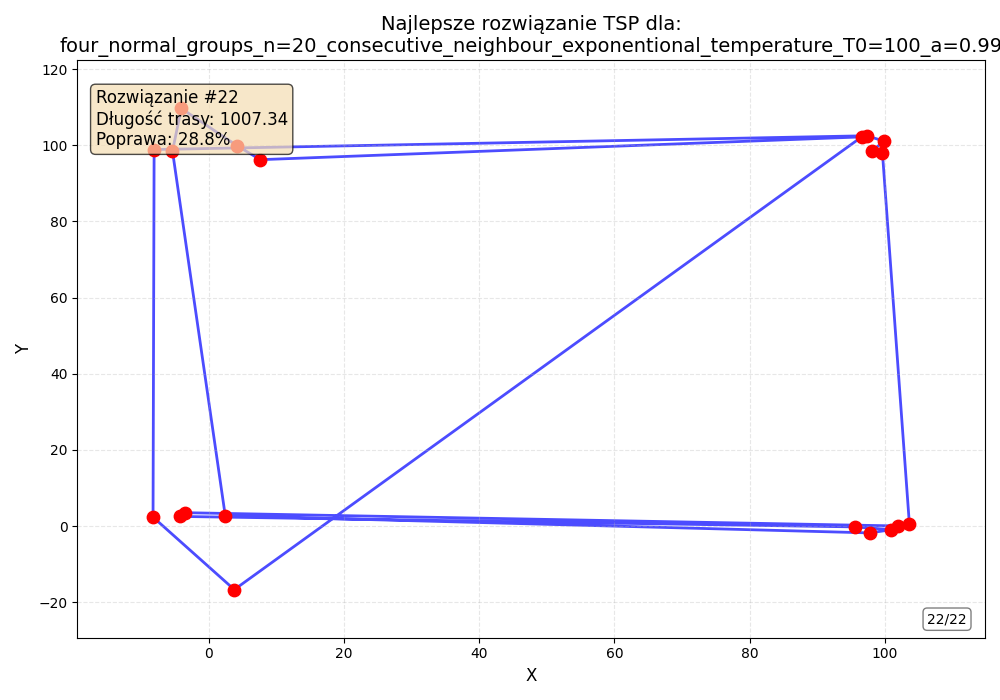 Najlepsze rozwiązanie TSP dla:
four_normal_groups_n=20_consecutive_neighbour_exponentional_temperature_T0=100_a=0.99
Rozwiązanie #22
Długość trasy: 1007.34
Poprawa: 28.8%
120
100
80
60
40
20
0
−20
Y
22/22
0
20
40
60
80
100
X